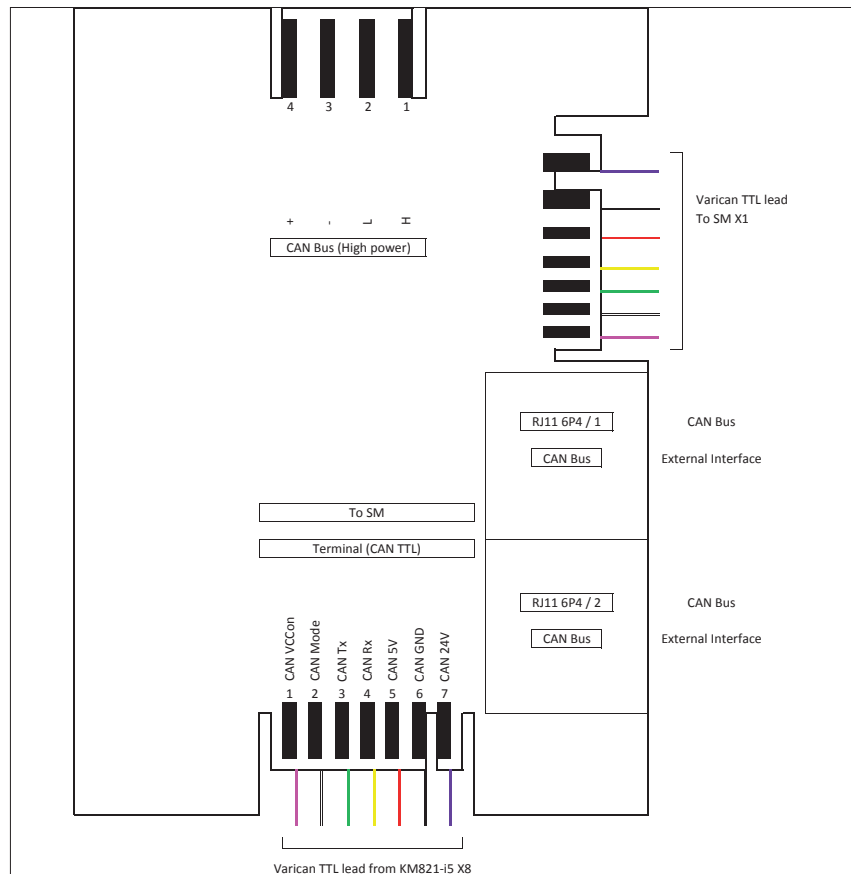 4 3 2 1
Varican TTL lead
To SM X1
+ - L H
CAN Bus (High power)
RJ11 6P4 / 1
CAN Bus
CAN Bus
External Interface
To SM
Terminal (CAN TTL)
RJ11 6P4 / 2
CAN Bus
CAN Bus
External Interface
CAN VCCon
CAN Mode
CAN Tx
CAN Rx
CAN 5V
CAN GND
CAN 24V
1 2 3 4 5 6 7
Varican TTL lead from KM821-i5 X8